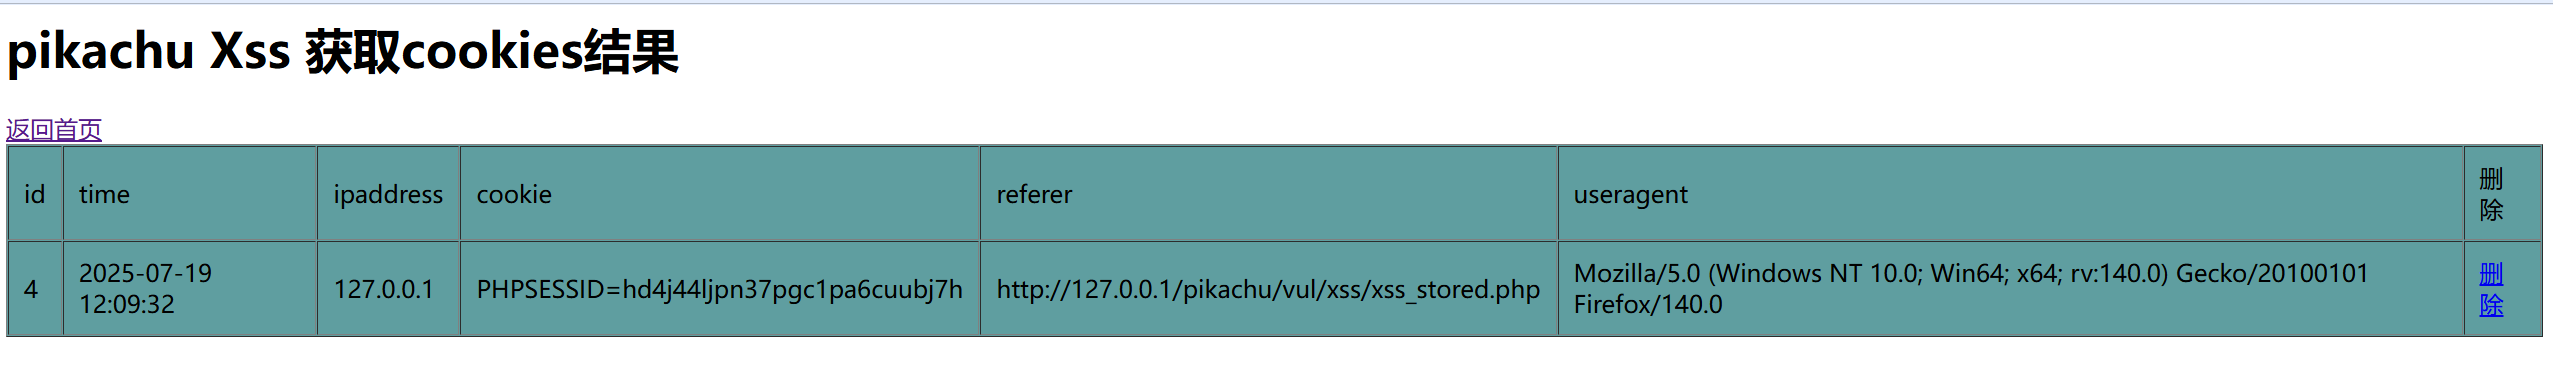 pikachu Xss 获取cookies结果
返回首页
id time ipaddress cookie referer useragent 删
除
4 2025-07-19
12:09:32 127.0.0.1 PHPSESSID=hd4j44ljpn37pgc1pa6cuubj7h http://127.0.0.1/pikachu/vul/xss/xss_stored.php Mozilla/5.0 (Windows NT 10.0; Win64; x64; rv:140.0) Gecko/20100101
Firefox/140.0 删
除